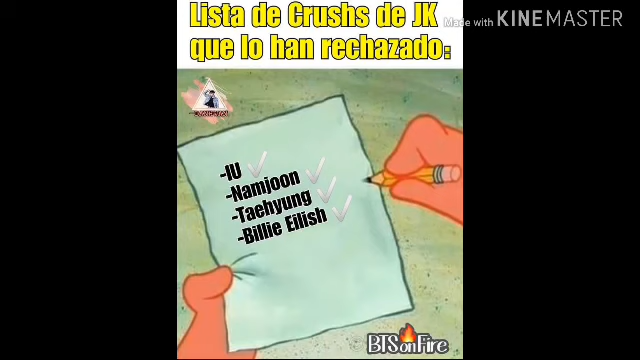 Lista de Crushs de JK
que lo han rechazado:
Made with KINEMASTER
-IU
-Namjoon
-Taehyung
-Billie Eilish
BTSonFire